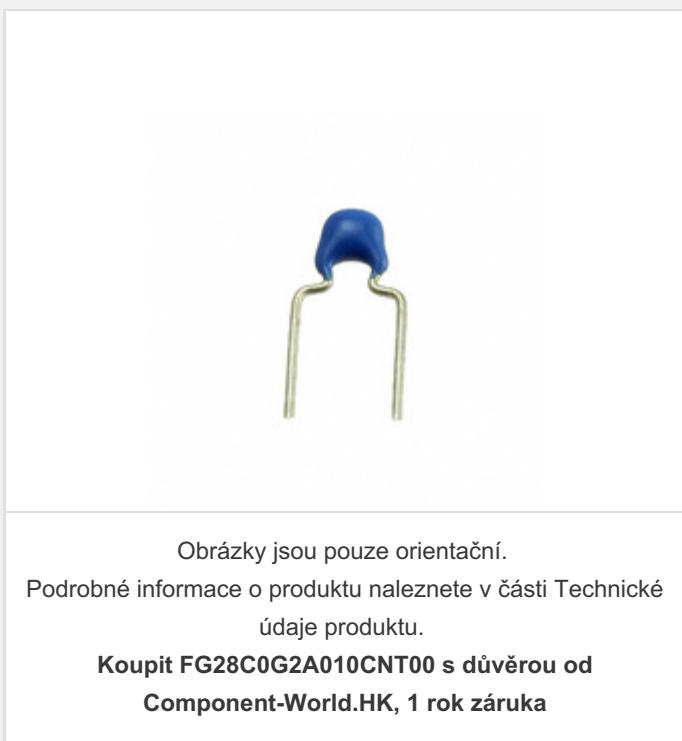 Obrázky jsou pouze orientační.
Podrobné informace o produktu naleznete v části Technické
údaje produktu.
Koupit FG28C0G2A010CNT00 s důvěrou od
Component-World.HK, 1 rok záruka